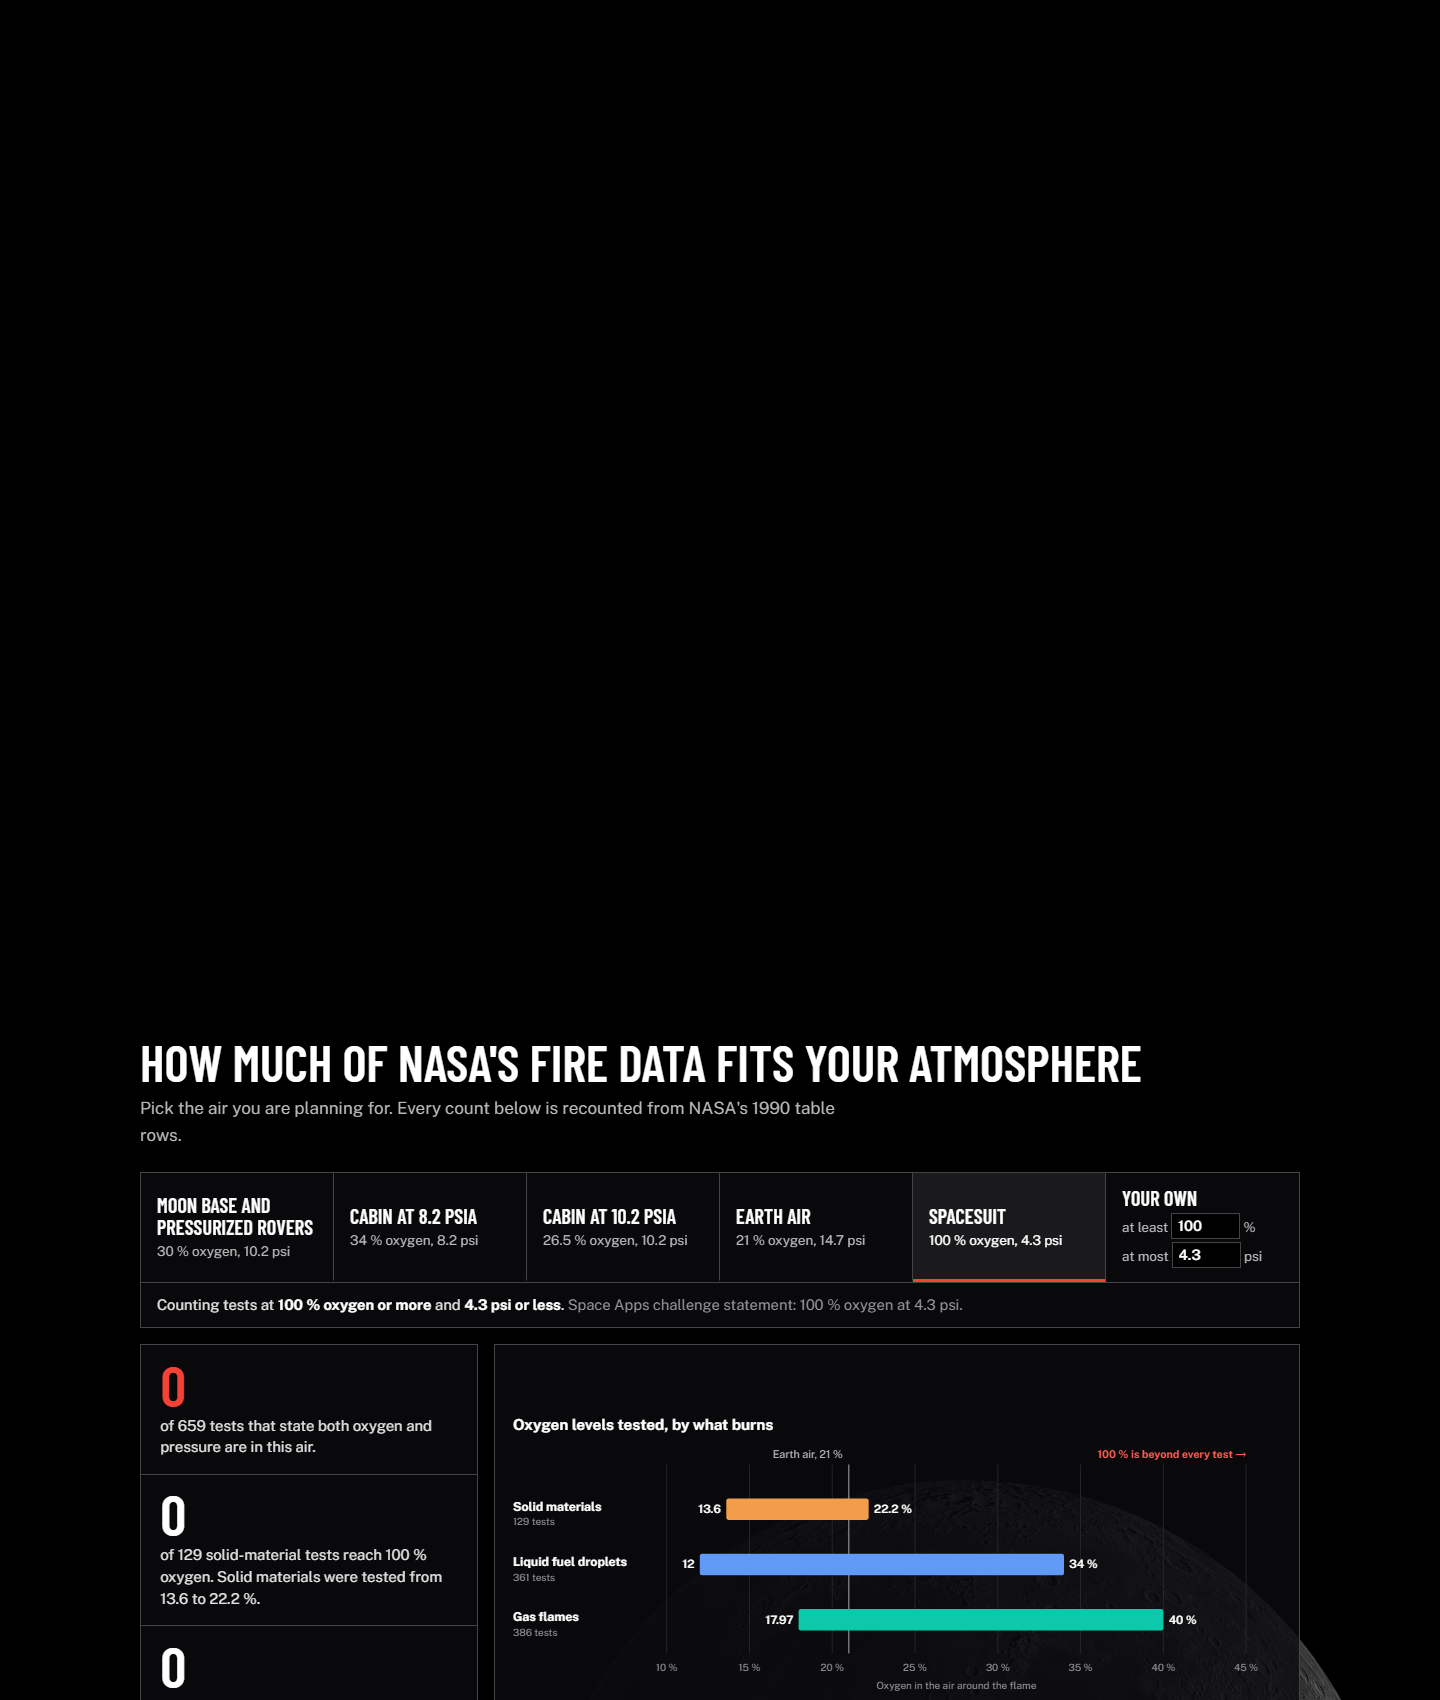 HOW MUCH OF NASA'S FIRE DATA FITS YOUR ATMOSPHERE
Pick the air you are planning for. Every count below is recounted from NASA's 1990 table
rows.
MOON BASE AND
PRESSURIZED ROVERS
30 % oxygen, 10.2 psi
CABIN AT 8.2 PSIA
34 % oxygen, 8.2 psi
CABIN AT 10.2 PSIA
26.5 % oxygen, 10.2 psi
EARTH AIR
21 % oxygen, 14.7 psi
SPACESUIT
100 % oxygen, 4.3 psi
YOUR OWN
at least 100 %
at most 4.3 psi
Counting tests at 100 % oxygen or more and 4.3 psi or less. Space Apps challenge statement: 100 % oxygen at 4.3 psi.
0
of 659 tests that state both oxygen and
pressure are in this air.
0
of 129 solid-material tests reach 100 %
oxygen. Solid materials were tested from
13.6 to 22.2 %.
0
Oxygen levels tested, by what burns
Earth air, 21 %
100 % is beyond every test →
Solid materials
129 tests
13.6
22.2 %
Liquid fuel droplets
361 tests
12
34 %
Gas flames
386 tests
17.97
40 %
10 % 15 % 20 % 25 % 30 % 35 % 40 % 45 %
Oxygen in the air around the flame